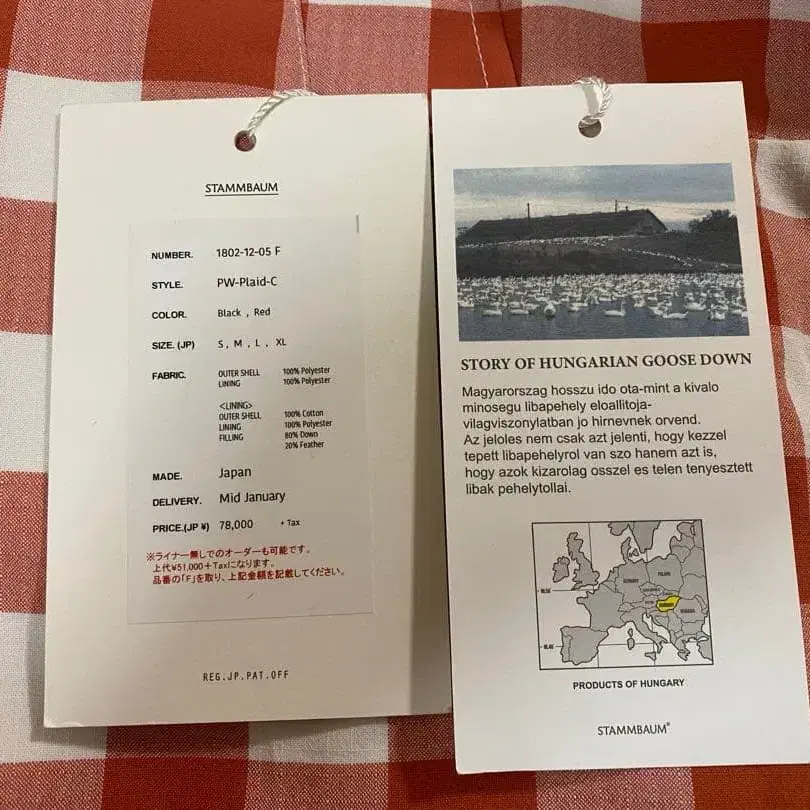 STAMMBAUM
NUMBER. 1802-12-05 F
STYLE. PW-Plaid-C
COLOR. Black , Red
SIZE. (JP) S , M , L , XL
FABRIC. OUTER SHELL 100% Polyester
LINING 100% Polyester
<LINING>
OUTER SHELL 100% Cotton
LINING 100% Polyester
FILLING 80% Down
20% Feather
MADE. Japan
DELIVERY. Mid January
PRICE.(JP ¥) 78,000 + Tax
※ライナー無しでのオーダーも可能です。
上代¥51,000+Taxになります。
品番の「F」を取り、上記金額を記載してください。
REG.JP.PAT.OFF
STORY OF HUNGARIAN GOOSE DOWN
Magyarorszag hosszu ido ota-mint a kivalo
minosegu libapehely eloallitoja-
vilagviszonylatban jo hirnevnek orvend.
Az jeloles nem csak azt jelenti, hogy kezzel
tepett libapehelyrol van szo hanem azt is,
hogy azok kizarolag osszel es telen tenyesztett
libak pehelytollai.
GERMANY
POLAND
HUNGARY
PRODUCTS OF HUNGARY
STAMMBAUM®